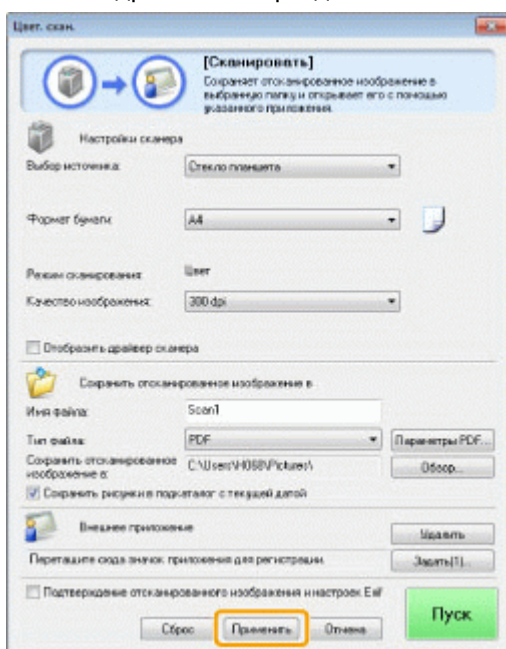 Цвет. скан.
[Сканировать]
Сохраняет отсканированное изображение в
выбранную папку и открывает его с помощью
указанного приложения.
Настройки сканера
Выбор источника: Стекло планшета
Формат бумаги: A4
Режим сканирования: Цвет
Качество изображения: 300 dpi
Отобразить драйвер сканера
Сохранить отсканированное изображение в
Имя файла: Scan1
Тип файла: PDF Параметры PDF...
Сохранить отсканированное
изображение в: C:\Users\H068\Pictures\ Обзор...
Сохранить рисунки в подкаталог с текущей датой
Внешнее приложение Удалить
Перетащите сюда значок приложения для регистрации. Задать(1)...
Подтверждение отсканированного изображения и настроек Exif
Пуск
Сброс Применить Отмена